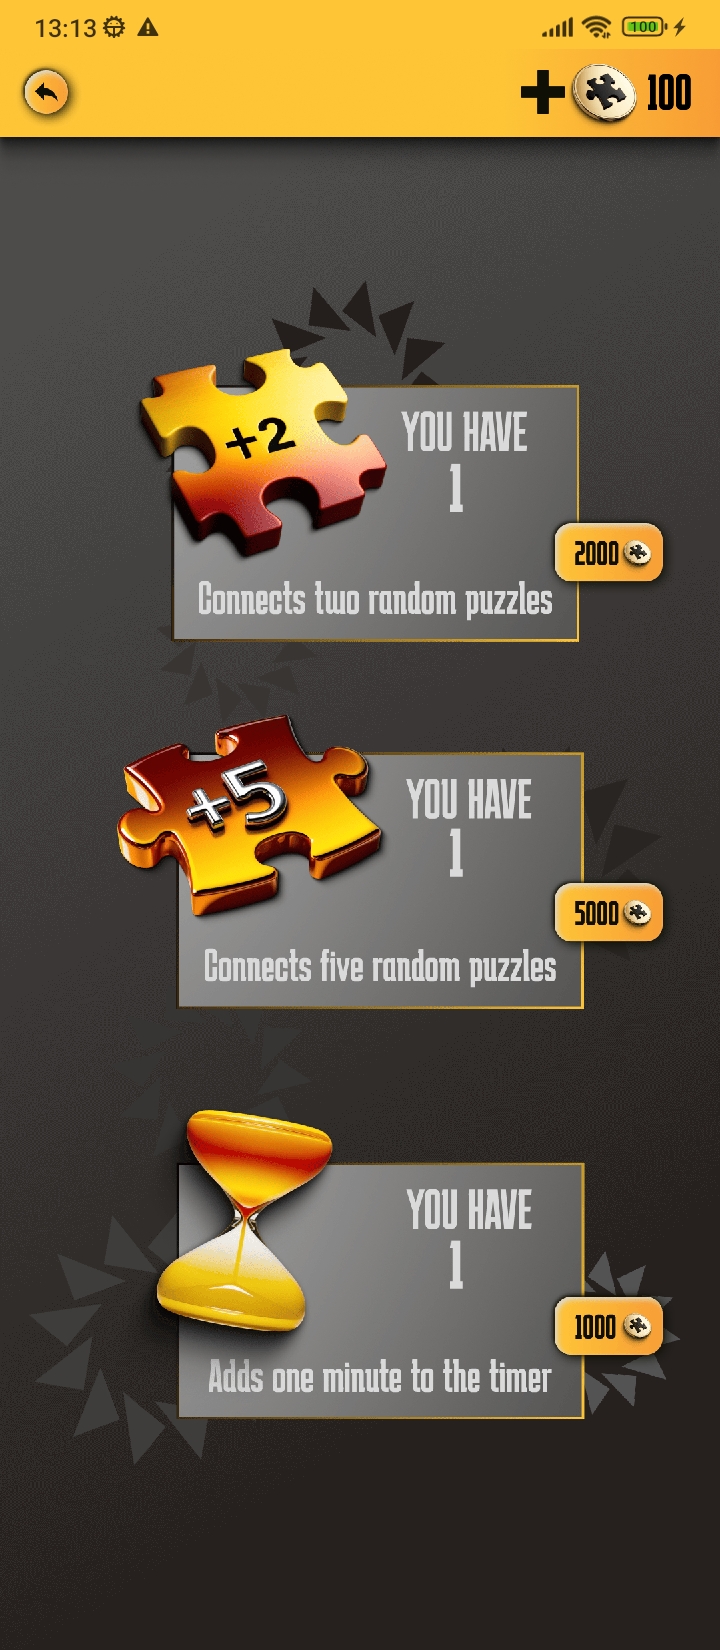 13:13
100
100
+2
YOU HAVE
1
2000
Connects two random puzzles
+5
YOU HAVE
1
5000
Connects five random puzzles
YOU HAVE
1
1000
Adds one minute to the timer